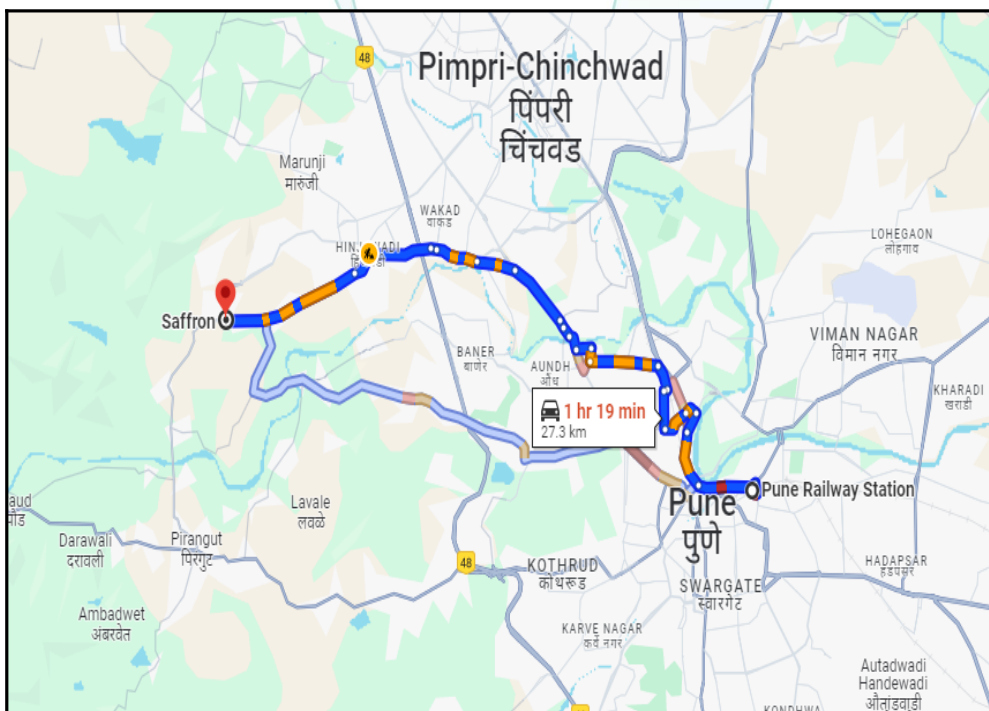 48
Pimpri-Chinchwad
पिंपरी
चिंचवड
Marunji
मारुंजी
WAKAD
वाकड
LOHEGAON
लोहगाव
Saffron
BANER
बाणेर
AUNDH
औंध
VIMAN NAGAR
विमान नगर
KHARADI
खराडी
1 hr 19 min
27.3 km
Pune Railway Station
Pune
पुणे
Lavale
लवळे
Darawali
दारवली
Pirangut
पिरंगुट
48
KOTHRUD
कोथरूड
HADAPSAR
हडपसर
SWARGATE
स्वारगेट
Ambadwet
अंबरवेत
KARVE NAGAR
कर्वे नगर
Autadwadi
Handewadi
औताडवाडी